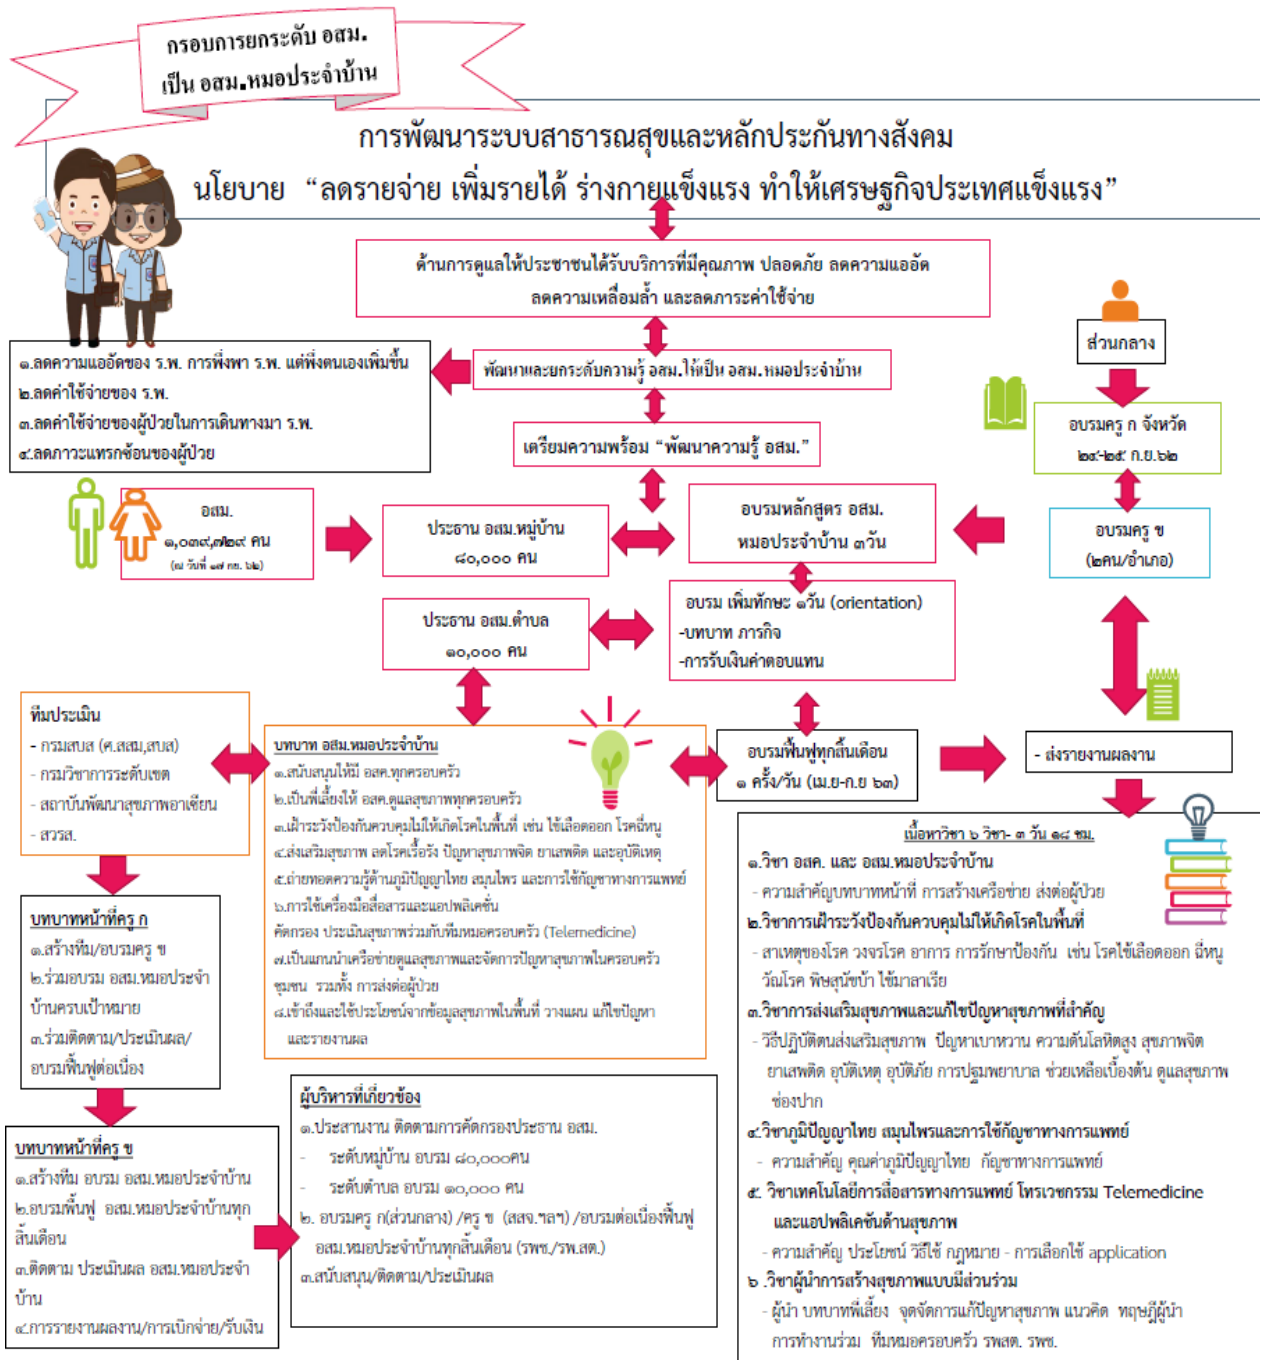 กรอบการยกระดับ อสม.
เป็น อสม.หมอประจำบ้าน
การพัฒนาระบบสาธารณสุขและหลักประกันทางสังคม
นโยบาย “ลดรายจ่าย เพิ่มรายได้ ร่างกายแข็งแรง ทำให้เศรษฐกิจประเทศแข็งแรง”
ด้านการดูแลให้ประชาชนได้รับบริการที่มีคุณภาพ ปลอดภัย ลดความแออัด
ลดความเหลื่อมล้ำ และลดภาระค่าใช้จ่าย
ส่วนกลาง
๑.ลดความแออัดของ ร.พ. การพึ่งพา ร.พ. แต่พึ่งตนเองเพิ่มขึ้น
๒.ลดค่าใช้จ่ายของ ร.พ.
๓.ลดค่าใช้จ่ายของผู้ป่วยในการเดินทางมา ร.พ.
๔.ลดภาวะแทรกซ้อนของผู้ป่วย
พัฒนาและยกระดับความรู้ อสม.ให้เป็น อสม.หมอประจำบ้าน
อบรมครู ก จังหวัด
๒๔-๒๕ ก.ย.๖๒
เตรียมความพร้อม “พัฒนาความรู้ อสม.”
อสม.
๑,๐๓๙,๗๒๙ คน
(ณ วันที่ ๑๗ กย. ๖๒)
ประธาน อสม.หมู่บ้าน
๘๐,๐๐๐ คน
อบรมหลักสูตร อสม.
หมอประจำบ้าน ๓วัน
อบรมครู ข
(๒คน/อำเภอ)
ประธาน อสม.ตำบล
๑๐,๐๐๐ คน
อบรม เพิ่มทักษะ ๑วัน (orientation)
-บทบาท ภารกิจ
-การรับเงินค่าตอบแทน
ทีมประเมิน
- กรมสบส (ศ.สสม,สบส)
- กรมวิชาการระดับเขต
- สถาบันพัฒนาสุขภาพอาเซียน
- สวรส.
บทบาท อสม.หมอประจำบ้าน
๑.สนับสนุนให้มี อสค.ทุกครอบครัว
๒.เป็นพี่เลี้ยงให้ อสค.ดูแลสุขภาพทุกครอบครัว
๓.เฝ้าระวังป้องกันควบคุมไม่ให้เกิดโรคในพื้นที่ เช่น ไข้เลือดออก โรคฉี่หนู
๔.ส่งเสริมสุขภาพ ลดโรคเรื้อรัง ปัญหาสุขภาพจิต ยาเสพติด และอุบัติเหตุ
๕.ถ่ายทอดความรู้ด้านภูมิปัญญาไทย สมุนไพร และการใช้กัญชาทางการแพทย์
๖.การใช้เครื่องมือสื่อสารและแอปพลิเคชั่น
คัดกรอง ประเมินสุขภาพร่วมกับทีมหมอครอบครัว (Telemedicine)
๗.เป็นแกนนำเครือข่ายดูแลสุขภาพและจัดการปัญหาสุขภาพในครอบครัว
ชุมชน รวมทั้ง การส่งต่อผู้ป่วย
๘.เข้าถึงและใช้ประโยชน์จากข้อมูลสุขภาพในพื้นที่ วางแผน แก้ไขปัญหา
และรายงานผล
อบรมฟื้นฟูทุกสิ้นเดือน
๑ ครั้ง/วัน (เม.ย-ก.ย ๖๓)
- ส่งรายงานผลงาน
บทบาทหน้าที่ครู ก
๑.สร้างทีม/อบรมครู ข
๒.ร่วมอบรม อสม.หมอประจำ
บ้านครบเป้าหมาย
๓.ร่วมติดตาม/ประเมินผล/
อบรมฟื้นฟูต่อเนื่อง
บทบาทหน้าที่ครู ข
๑.สร้างทีม อบรม อสม.หมอประจำบ้าน
๒.อบรมพื้นฟู อสม.หมอประจำบ้านทุก
สิ้นเดือน
๓.ติดตาม ประเมินผล อสม.หมอประจำ
บ้าน
๔.การรายงานผลงาน/การเบิกจ่าย/รับเงิน
ผู้บริหารที่เกี่ยวข้อง
๑.ประสานงาน ติดตามการคัดกรองประธาน อสม.
- ระดับหมู่บ้าน อบรม ๘๐,๐๐๐คน
- ระดับตำบล อบรม ๑๐,๐๐๐ คน
๒. อบรมครู ก(ส่วนกลาง) /ครู ข (สสจ.ฯลฯ) /อบรมต่อเนื่องฟื้นฟู
อสม.หมอประจำบ้านทุกสิ้นเดือน (รพช./รพ.สต.)
๓.สนับสนุน/ติดตาม/ประเมินผล
เนื้อหาวิชา ๖ วิชา- ๓ วัน ๑๘ ชม.
๑.วิชา อสค. และ อสม.หมอประจำบ้าน
- ความสำคัญบทบาทหน้าที่ การสร้างเครือข่าย ส่งต่อผู้ป่วย
๒.วิชาการเฝ้าระวังป้องกันควบคุมไม่ให้เกิดโรคในพื้นที่
- สาเหตุของโรค วงจรโรค อาการ การรักษาป้องกัน เช่น โรคไข้เลือดออก ฉี่หนู
วัณโรค พิษสุนัขบ้า ไข้มาลาเรีย
๓.วิชาการส่งเสริมสุขภาพและแก้ไขปัญหาสุขภาพที่สำคัญ
- วิธีปฏิบัติตนส่งเสริมสุขภาพ ปัญหาเบาหวาน ความดันโลหิตสูง สุขภาพจิต
ยาเสพติด อุบัติเหตุ อุบัติภัย การปฐมพยาบาล ช่วยเหลือเบื้องต้น ดูแลสุขภาพ
ช่องปาก
๔.วิชาภูมิปัญญาไทย สมุนไพรและการใช้กัญชาทางการแพทย์
- ความสำคัญ คุณค่าภูมิปัญญาไทย กัญชาทางการแพทย์
๕. วิชาเทคโนโลยีการสื่อสารทางการแพทย์ โทรเวชกรรม Telemedicine
และแอปพลิเคชันด้านสุขภาพ
- ความสำคัญ ประโยชน์ วิธีใช้ กฎหมาย - การเลือกใช้ application
๖ .วิชาผู้นำการสร้างสุขภาพแบบมีส่วนร่วม
- ผู้นำ บทบาทพี่เลี้ยง จุดจัดการแก้ปัญหาสุขภาพ แนวคิด ทฤษฎีผู้นำ
การทำงานร่วม ทีมหมอครอบครัว รพสต. รพช.